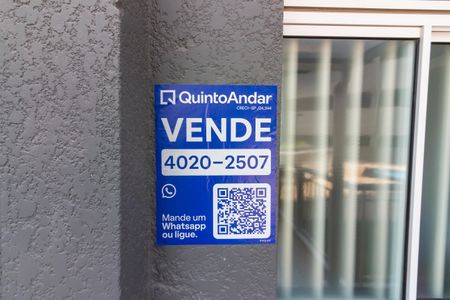 QuintoAndar
VENDE
4020-2507
Mande um
Whatsapp
ou ligue.